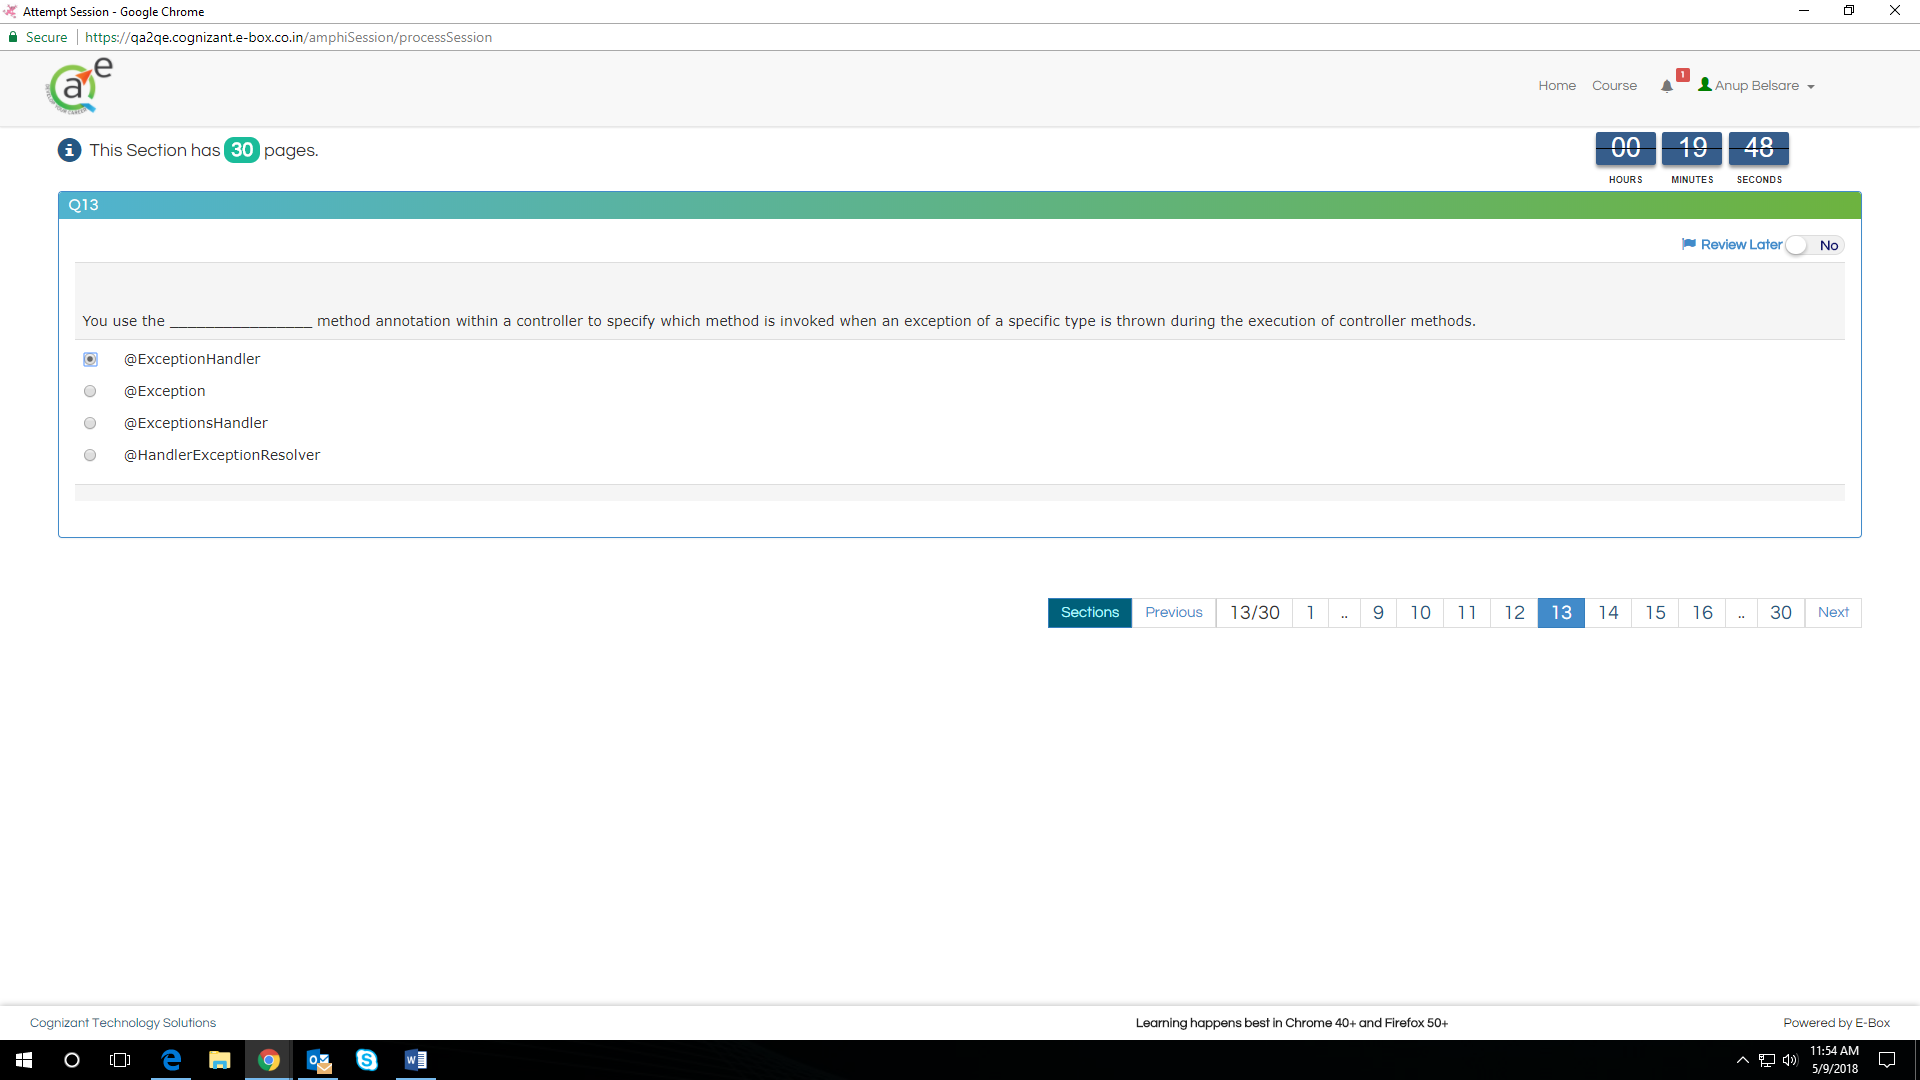 Attempt Session - Google Chrome
Secure https://qa2qe.cognizant.e-box.co.in/amphiSession/processSession
a e
Home Course 1 Anup Belsare
This Section has 30 pages.
00 19 48
HOURS MINUTES SECONDS
Q13
Review Later No
You use the ________________ method annotation within a controller to specify which method is invoked when an exception of a specific type is thrown during the execution of controller methods.
@ExceptionHandler
@Exception
@ExceptionsHandler
@HandlerExceptionResolver
Sections Previous 13/30 1 .. 9 10 11 12 13 14 15 16 .. 30 Next
Cognizant Technology Solutions Learning happens best in Chrome 40+ and Firefox 50+ Powered by E-Box
11:54 AM
5/9/2018